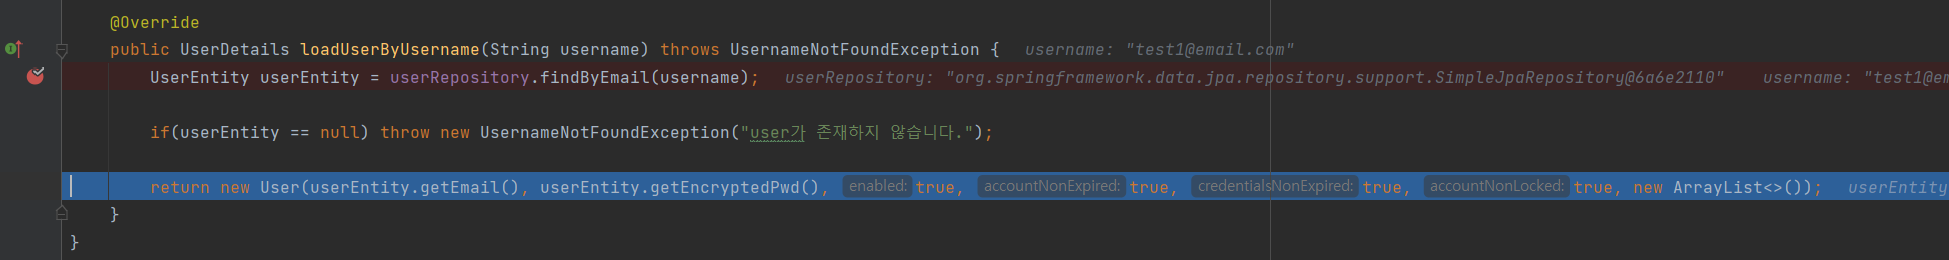 @Override
public UserDetails loadUserByUsername(String username) throws UsernameNotFoundException { username: "test1@email.com"
UserEntity userEntity = userRepository.findByEmail(username); userRepository: "org.springframework.data.jpa.repository.support.SimpleJpaRepository@6a6e2110" username: "test1@em
if(userEntity == null) throw new UsernameNotFoundException("user가 존재하지 않습니다.");
return new User(userEntity.getEmail(), userEntity.getEncryptedPwd(), enabled: true, accountNonExpired: true, credentialsNonExpired: true, accountNonLocked: true, new ArrayList<>()); userEntity
}
}